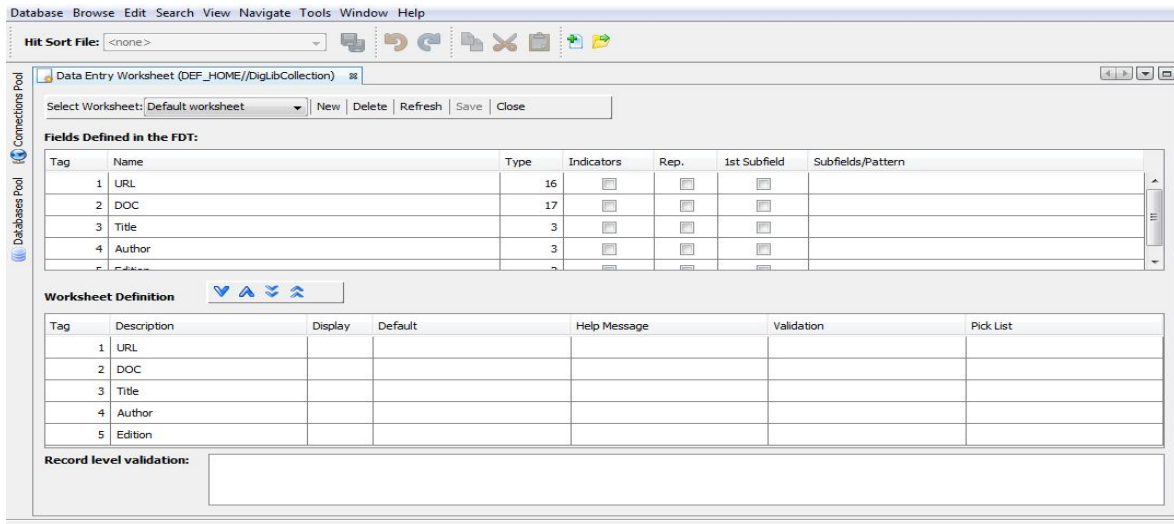 Database Browse Edit Search View Navigate Tools Window Help
Hit Sort File: <none>
Data Entry Worksheet (DEF_HOME//DigLibCollection)
Connections Pool
Databases Pool
Select Worksheet: Default worksheet New Delete Refresh Save Close
Fields Defined in the FDT:
Tag Name Type Indicators Rep. 1st Subfield Subfields/Pattern
1 URL 16
2 DOC 17
3 Title 3
4 Author 3
Worksheet Definition
Tag Description Display Default Help Message Validation Pick List
1 URL
2 DOC
3 Title
4 Author
5 Edition
Record level validation: